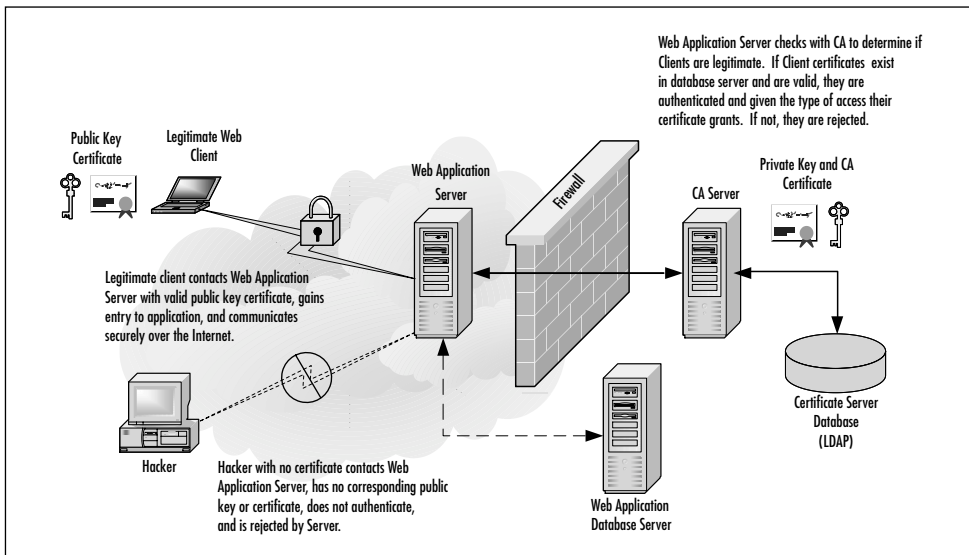 Web Application Server checks with CA to determine if
Clients are legitimate. If Client certificates exist
in database server and are valid, they are
authenticated and given the type of access their
certificate grants. If not, they are rejected.
Public Key
Certificate
Legitimate Web
Client
Web Application
Server
Firewall
CA Server
Private Key and CA
Certificate
Legitimate client contacts Web Application
Server with valid public key certificate, gains
entry to application, and communicates
securely over the Internet.
Hacker
Hacker with no certificate contacts Web
Application Server, has no corresponding public
key or certificate, does not authenticate,
and is rejected by Server.
Web Application
Database Server
Certificate Server
Database
(LDAP)